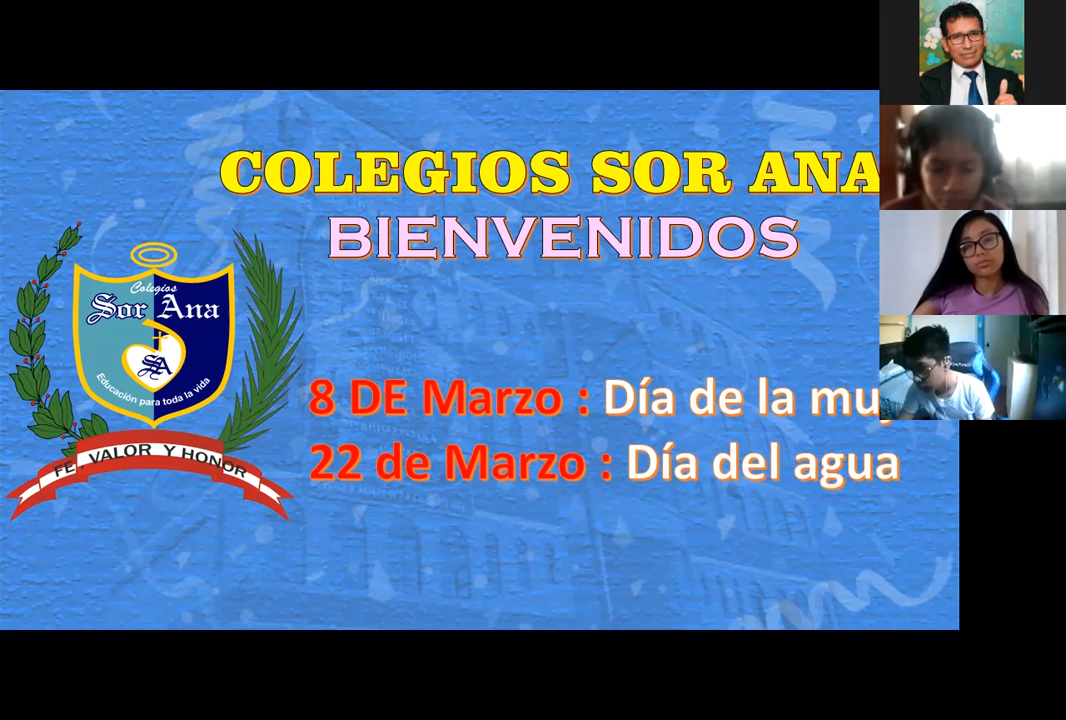 COLEGIOS SOR ANA
BIENVENIDOS
Colegios
Sor Ana
SA
Educación para toda la vida
FE, VALOR Y HONOR
8 DE Marzo : Día de la
22 de Marzo : Día del agua